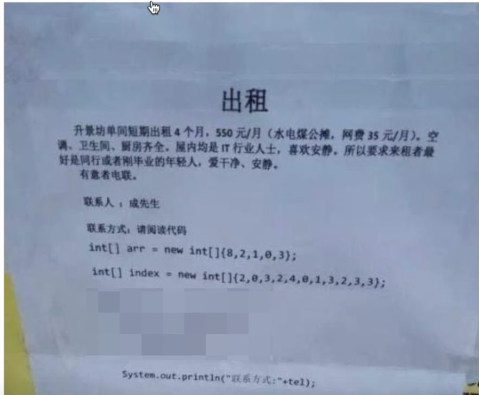 出租
升景坊单间短期出租 4 个月，550 元/月（水电煤公摊，网费 35 元/月），空
调、卫生间、厨房齐全。屋内均是 IT 行业人士，喜欢安静。所以要求来租者最
好是同行或者刚毕业的年轻人，爱干净、安静。
有意者电联。
联系人：成先生
联系方式：请阅读代码
int[] arr = new int[]{8,2,1,0,3};
int[] index = new int[]{2,0,3,2,4,0,1,3,2,3,3};
System.out.println("联系方式:"+tel);